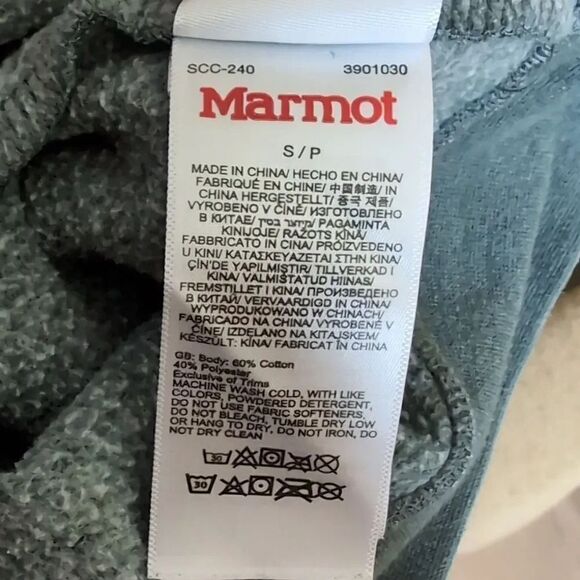 SCC-240 3901030
Marmot
S / P
MADE IN CHINA/ HECHO EN CHINA/
FABRIQUÉ EN CHINE/ 中国制造/ IN
CHINA HERGESTELLT/ 중국 제품/
VYROBENO V ČÍNĚ/ ИЗГОТОВЛЕНО
В КИТАЕ/ מיוצר בסין/ PAGAMINTA
KINIJOJE/ RAŽOTS ĶĪNĀ/
FABBRICATO IN CINA/ PROIZVEDENO
U KINI/ ΚΑΤΑΣΚΕΥΑΖΕΤΑΙ ΣΤΗΝ ΚΙΝΑ/
ÇİN'DE YAPILMIŞTIR/ TILLVERKAD I
KINA/ VALMISTATUD HIINAS/
FREMSTILLET I KINA/ ПРОИЗВЕДЕНО
В КИТАЙ/ VERVAARDIGD IN CHINA/
WYPRODUKOWANO W CHINACH/
FABRICADO NA CHINA/ VYROBENÉ V
ČÍNE/ IZDELANO NA KITAJSKEM/
KÉSZÜLT: KÍNA/ FABRICAT ÎN CHINA
GB: Body: 60% Cotton
40% Polyester
Exclusive of Trims
MACHINE WASH COLD, WITH LIKE
COLORS, POWDERED DETERGENT,
DO NOT USE FABRIC SOFTENERS,
DO NOT BLEACH, TUMBLE DRY LOW
OR HANG TO DRY, DO NOT IRON, DO
NOT DRY CLEAN
30
30